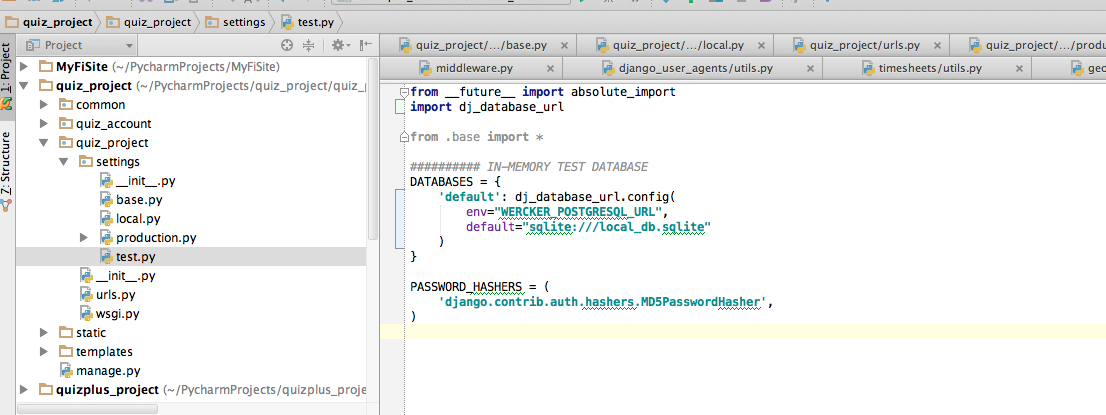 quiz_project quiz_project settings test.py
Project
quiz_project/.../base.py quiz_project/.../local.py quiz_project/urls.py quiz_project/.../produ
middleware.py django_user_agents/utils.py timesheets/utils.py geo
1: Project
7: Structure
MyFiSite (~/PycharmProjects/MyFiSite)
quiz_project (~/PycharmProjects/quiz_project/quiz_
common
quiz_account
quiz_project
settings
__init__.py
base.py
local.py
production.py
test.py
__init__.py
urls.py
wsgi.py
static
templates
manage.py
quizplus_project (~/PycharmProjects/quizplus_proje
from __future__ import absolute_import
import dj_database_url
from .base import *
########## IN-MEMORY TEST DATABASE
DATABASES = {
'default': dj_database_url.config(
env="WERCKER_POSTGRESQL_URL",
default="sqlite:///local_db.sqlite"
)
}
PASSWORD_HASHERS = (
'django.contrib.auth.hashers.MD5PasswordHasher',
)